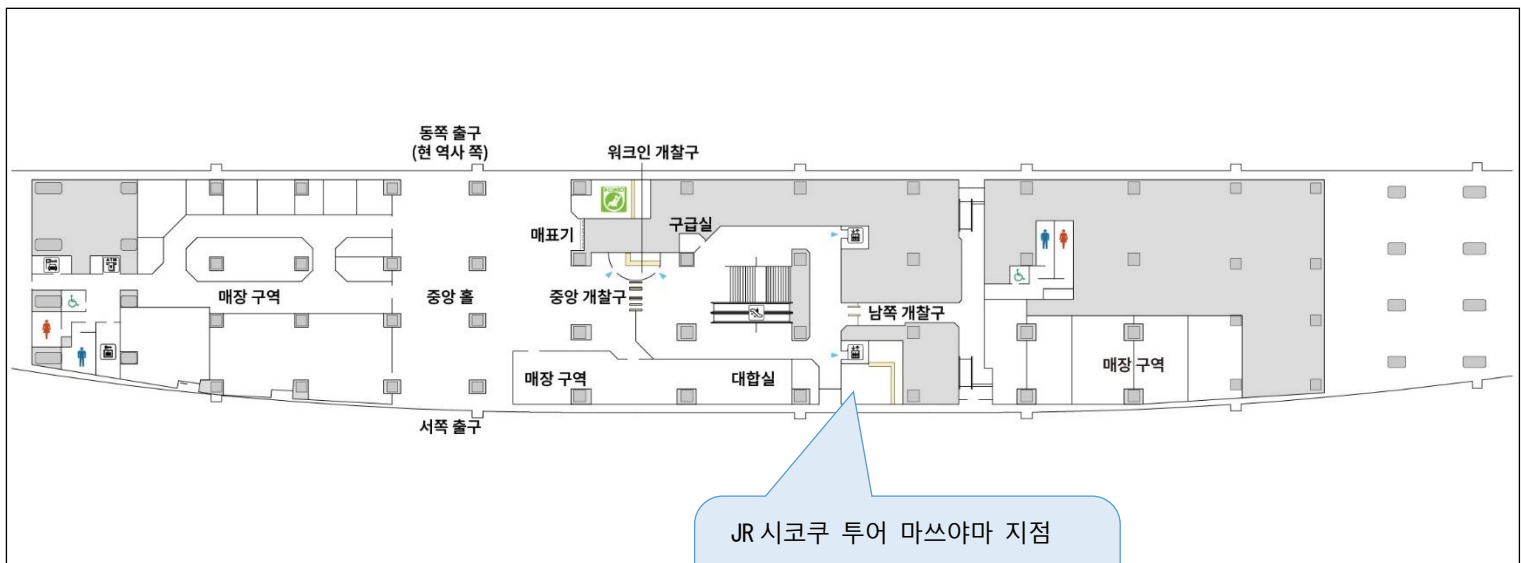 동쪽 출구
(현 역사 쪽)
워크인 개찰구
매표기
구급실
매장 구역
중앙 홀
중앙 개찰구
남쪽 개찰구
매장 구역
대합실
매장 구역
서쪽 출구
JR 시코쿠 투어 마쓰야마 지점
ATM